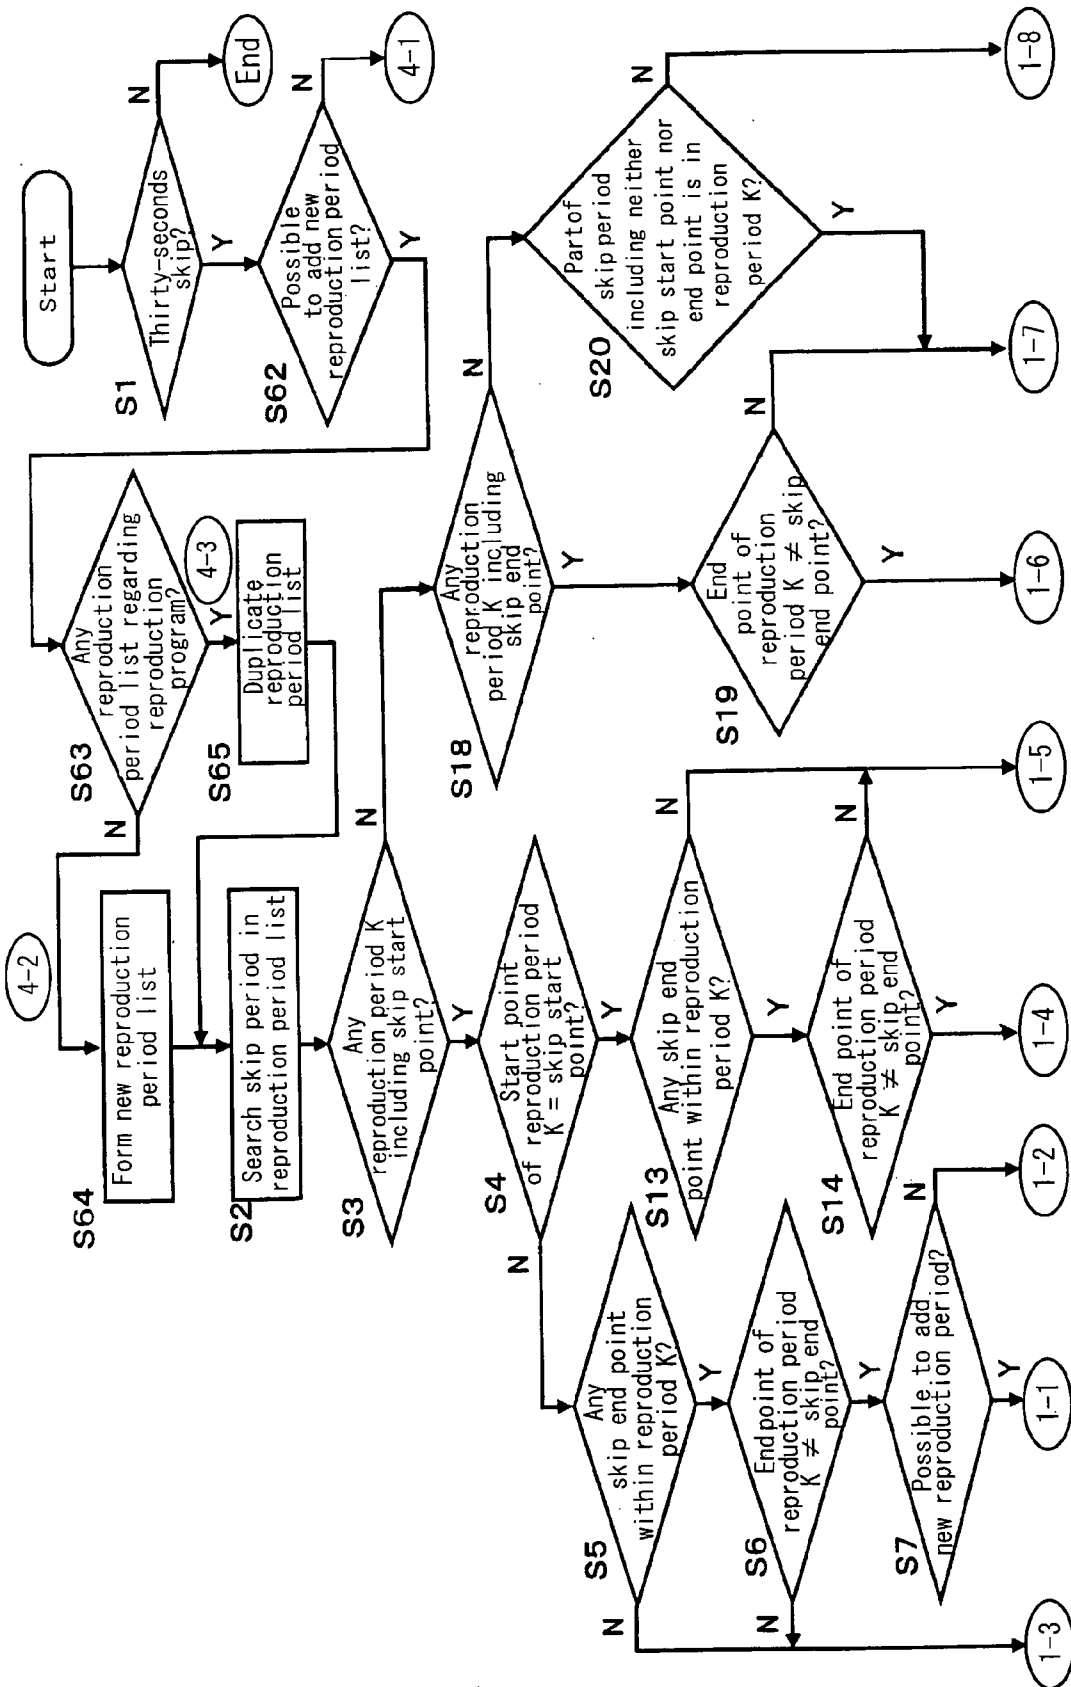 Start
S1
Thirty-seconds
skip?
N
End
Y
S62
Possible
to add new
reproduction period
list?
N
4-1
Y
S63
Any
reproduction
period list regarding
reproduction
program?
N
Y
4-3
S65
Duplicate
reproduction
period list
4-2
S64
Form new reproduction
period list
S2
Search skip period in
reproduction period list
S3
Any
reproduction period K
including skip start
point?
N
Y
S4
Start point
of reproduction period
K = skip start
point?
N
Y
S5
Any
skip end point
within reproduction
period K?
N
Y
S6
Endpoint of
reproduction period
K ≠ skip end
point?
N
Y
S7
Possible to add
new reproduction period?
N
Y
1-3
1-1
1-2
S13
Any skip end
point within reproduction
period K?
N
Y
S14
End point of
reproduction period
K ≠ skip end
point?
N
Y
1-4
1-5
S18
Any
reproduction
period K including
skip end
point?
N
Y
S19
End
point of
reproduction
period K ≠ skip
end point?
N
Y
1-6
S20
Partof
skip period
including neither
skip start point nor
end point is in
reproduction
period K?
N
Y
1-7
1-8